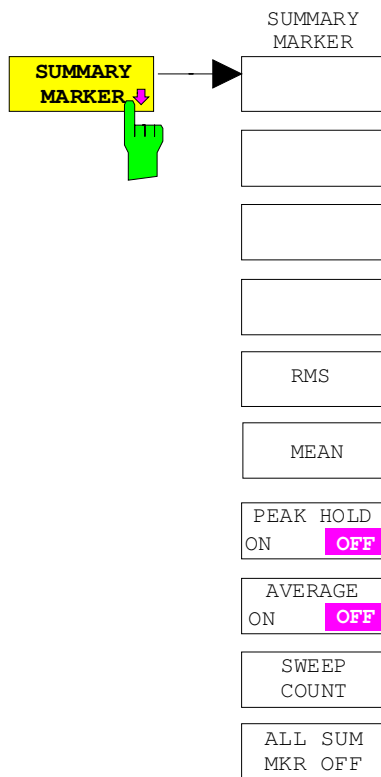 SUMMARY
MARKER
SUMMARY
MARKER
RMS
MEAN
PEAK HOLD
ON OFF
AVERAGE
ON OFF
SWEEP
COUNT
ALL SUM
MKR OFF